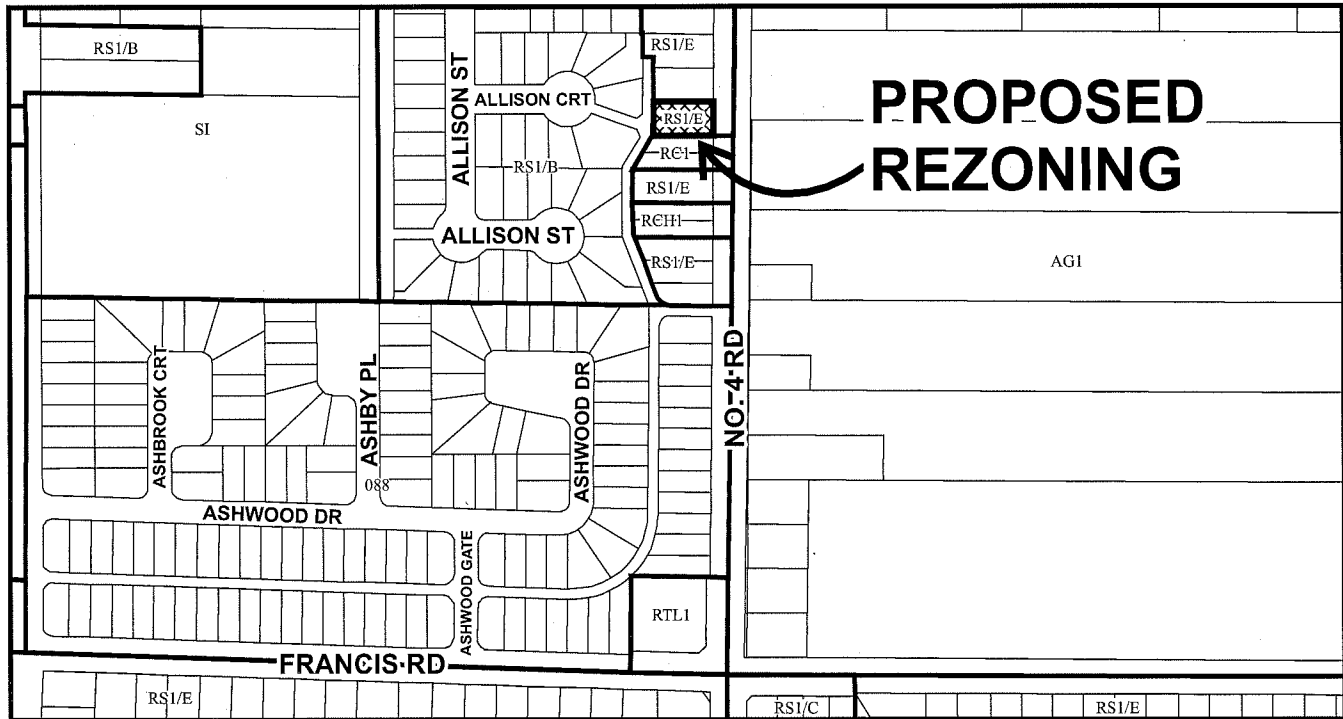 RS1/B
SI
ALLISON ST
RS1/E
ALLISON CRT
RS1/E
PROPOSED
REZONING
RS1/B
RC1
RS1/E
ALLISON ST
RCH1
RS1/E
AG1
NO. 4 RD
ASHBROOK CRT
ASHBY PL
ASHWOOD DR
088
ASHWOOD DR
ASHWOOD GATE
RTL1
FRANCIS RD
RS1/E
RS1/C
RS1/E